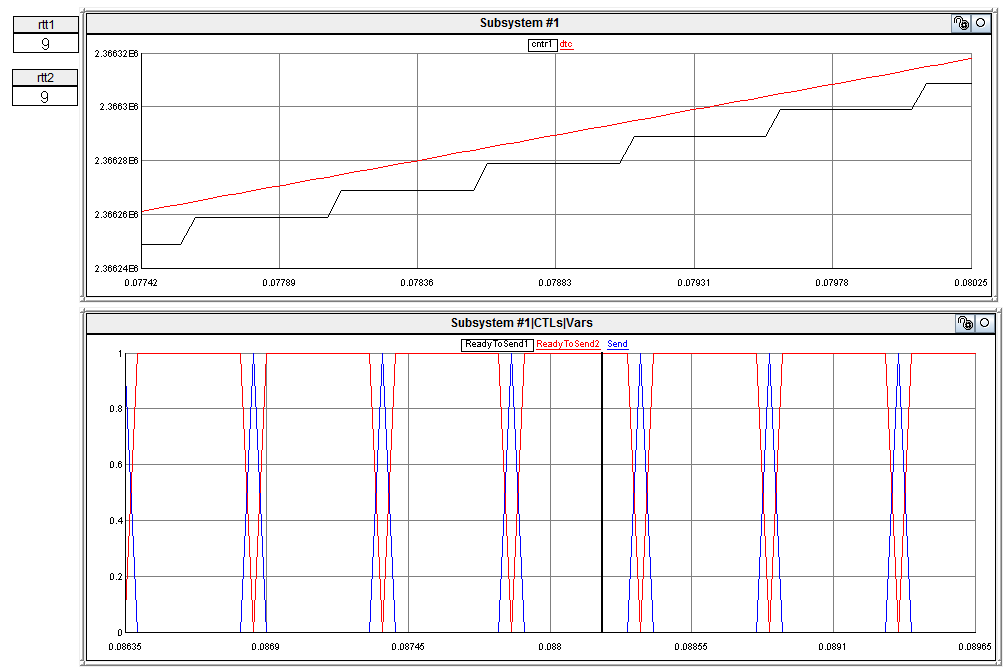 rtt1
9
rtt2
9
Subsystem #1
cntr1 dtc
2.36632E6
2.3663E6
2.36628E6
2.36626E6
2.36624E6
0.07742 0.07789 0.07836 0.07883 0.07931 0.07978 0.08025
Subsystem #1|CTLs|Vars
ReadyToSend1 ReadyToSend2 Send
1
0.8
0.6
0.4
0.2
0
0.08635 0.0869 0.08745 0.088 0.08855 0.0891 0.08965